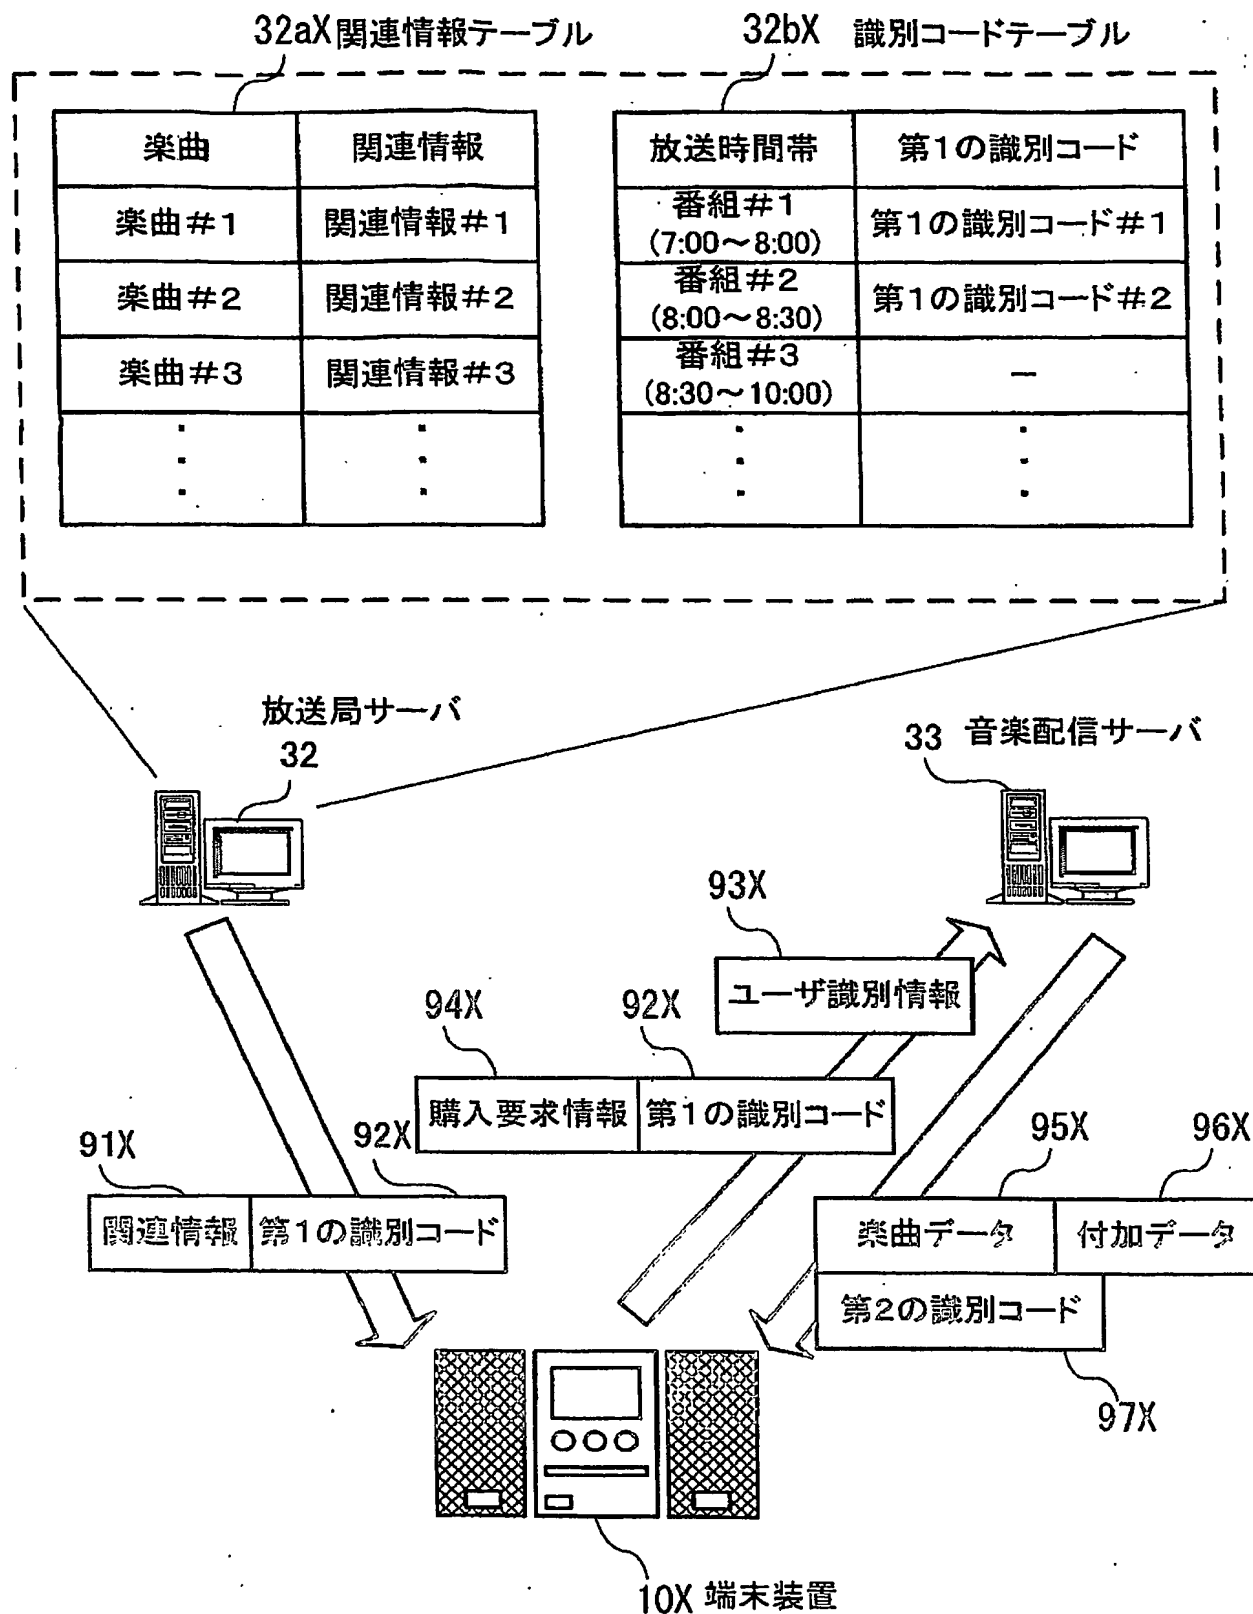 32aX関連情報テーブル
32bX 識別コードテーブル
楽曲 関連情報
楽曲#1 関連情報#1
楽曲#2 関連情報#2
楽曲#3 関連情報#3
放送時間帯 第1の識別コード
番組#1
(7:00~8:00)
第1の識別コード#1
番組#2
(8:00~8:30)
第1の識別コード#2
番組#3
(8:30~10:00)
—
放送局サーバ
32
33 音楽配信サーバ
93X
ユーザ識別情報
94X 92X
購入要求情報 第1の識別コード
91X 92X
関連情報 第1の識別コード
95X 96X
楽曲データ 付加データ
第2の識別コード
97X
10X 端末装置